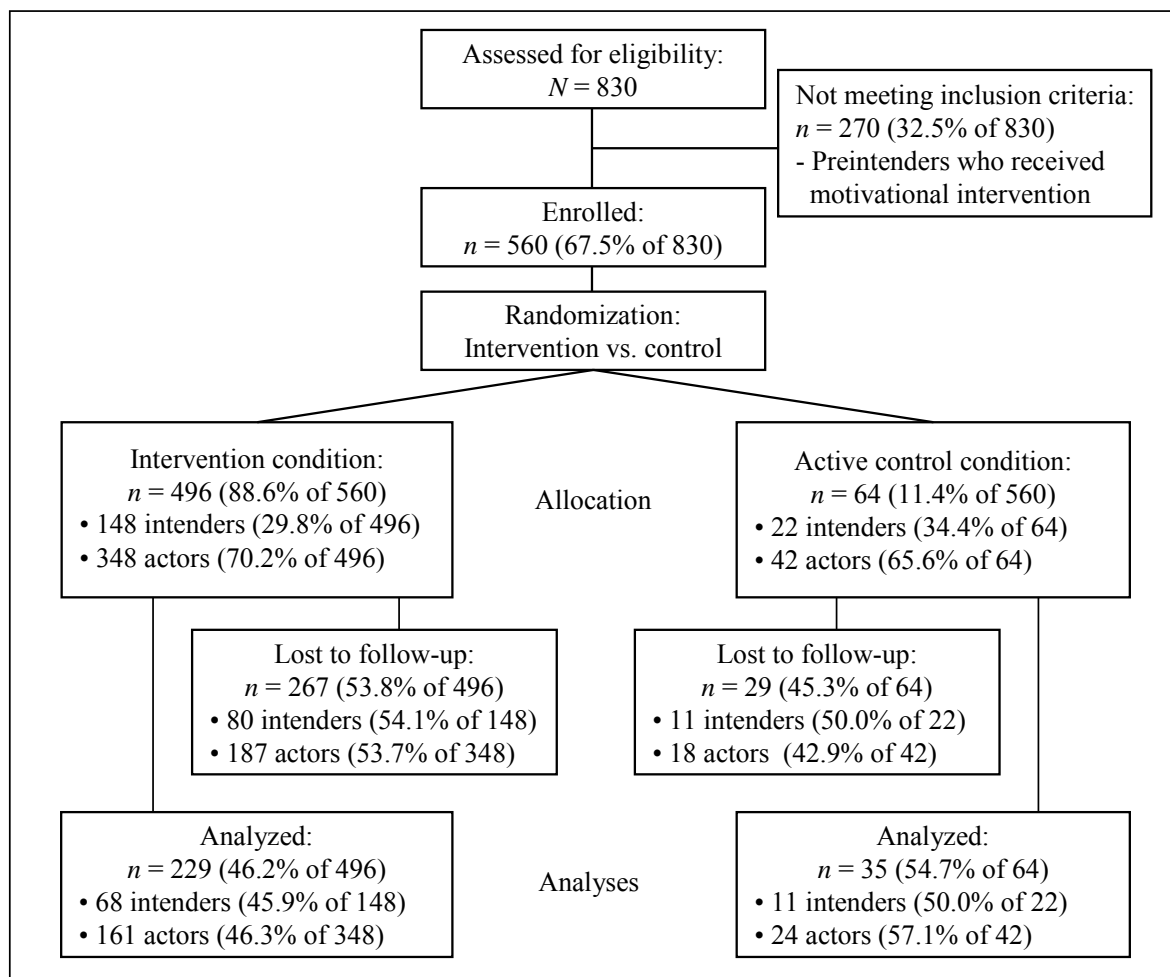 Assessed for eligibility:
N = 830
Not meeting inclusion criteria:
n = 270 (32.5% of 830)
- Preintenders who received
motivational intervention
Enrolled:
n = 560 (67.5% of 830)
Randomization:
Intervention vs. control
Intervention condition:
n = 496 (88.6% of 560)
• 148 intenders (29.8% of 496)
• 348 actors (70.2% of 496)
Allocation
Active control condition:
n = 64 (11.4% of 560)
• 22 intenders (34.4% of 64)
• 42 actors (65.6% of 64)
Lost to follow-up:
n = 267 (53.8% of 496)
• 80 intenders (54.1% of 148)
• 187 actors (53.7% of 348)
Lost to follow-up:
n = 29 (45.3% of 64)
• 11 intenders (50.0% of 22)
• 18 actors (42.9% of 42)
Analyzed:
n = 229 (46.2% of 496)
• 68 intenders (45.9% of 148)
• 161 actors (46.3% of 348)
Analyses
Analyzed:
n = 35 (54.7% of 64)
• 11 intenders (50.0% of 22)
• 24 actors (57.1% of 42)